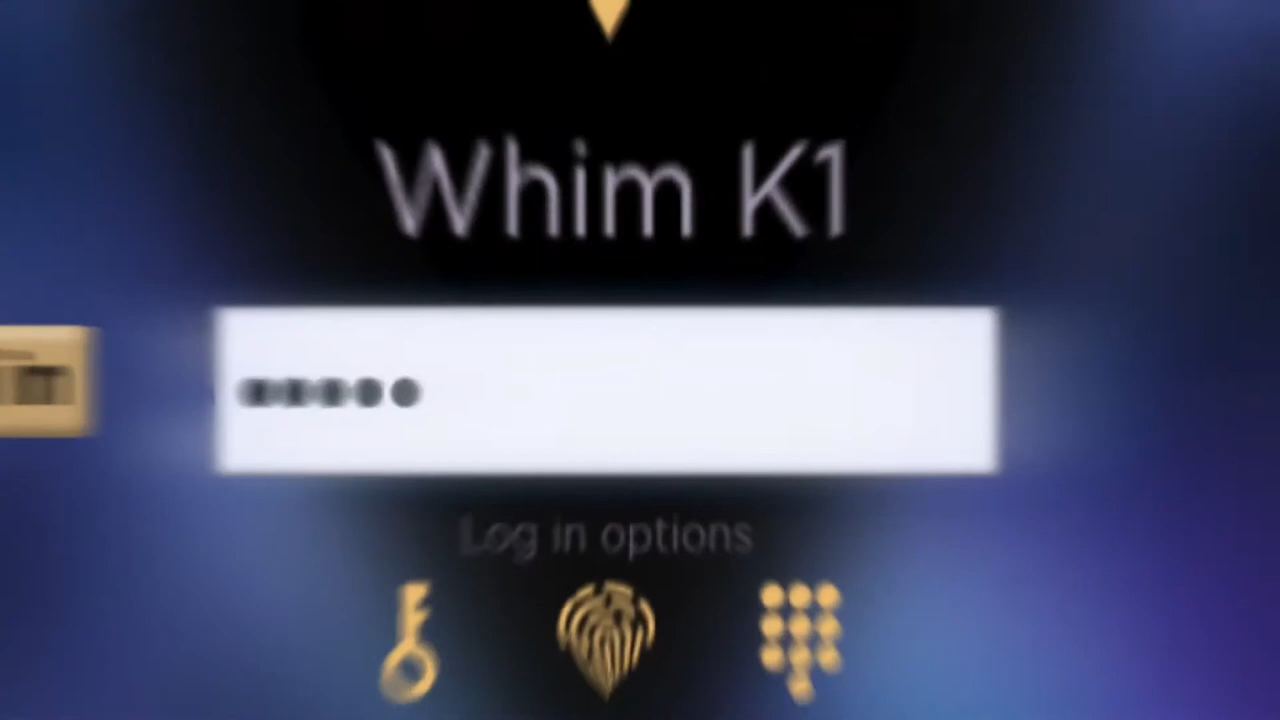 Whim K1
●●●●●
Log in options